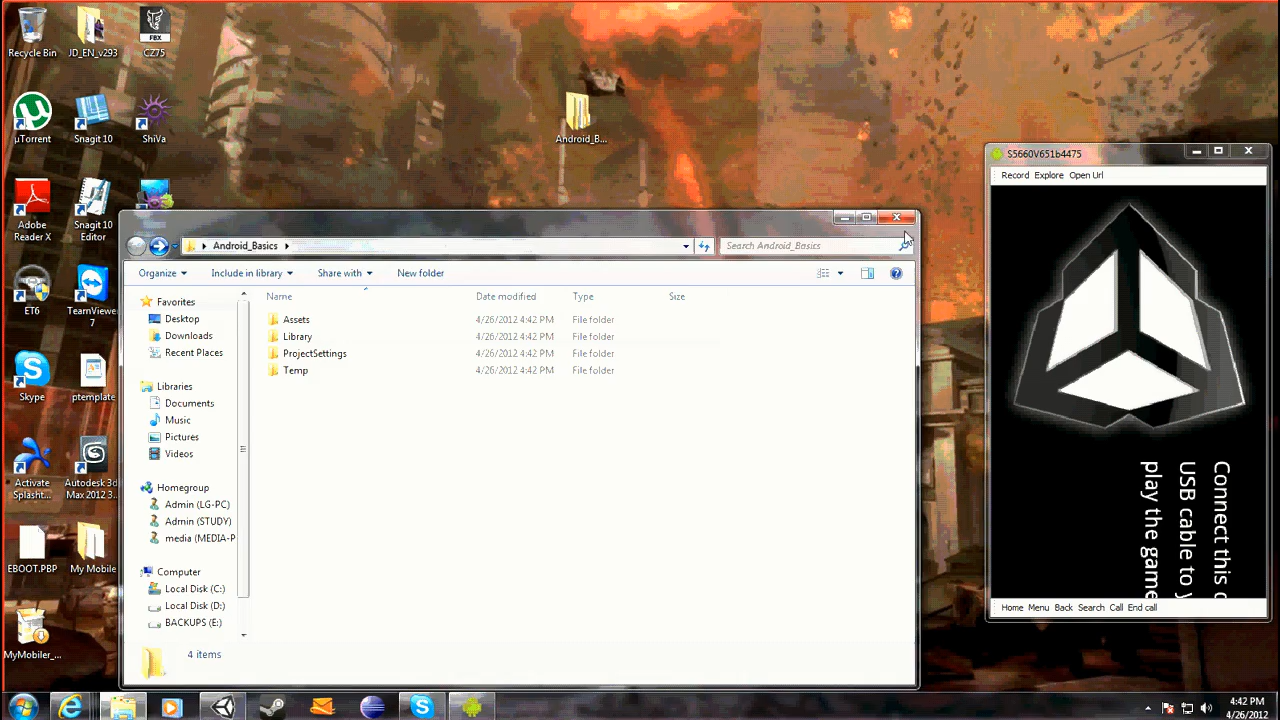 Recycle Bin
JD_EN_v293
FBX
CZ75
µTorrent
Snagit 10
ShiVa
Android_B...
Adobe
Reader X
Snagit 10
Editor
ET6
TeamViewer
7
Skype
ptemplate
Activate
Splasht...
Autodesk 3d
Max 2012 3...
EBOOT.PBP
My Mobile
MyMobiler_...
Android_Basics
Search Android_Basics
Organize
Include in library
Share with
New folder
Name
Date modified
Type
Size
Assets 4/26/2012 4:42 PM File folder
Library 4/26/2012 4:42 PM File folder
ProjectSettings 4/26/2012 4:42 PM File folder
Temp 4/26/2012 4:42 PM File folder
Favorites
Desktop
Downloads
Recent Places
Libraries
Documents
Music
Pictures
Videos
Homegroup
Admin (LG-PC)
Admin (STUDY)
media (MEDIA-P
Computer
Local Disk (C:)
Local Disk (D:)
BACKUPS (E:)
4 items
S5660V651b4475
Record Explore Open Url
Connect this
USB cable to
play the game
Home Menu Back Search Call End call
4:42 PM
4/26/2012